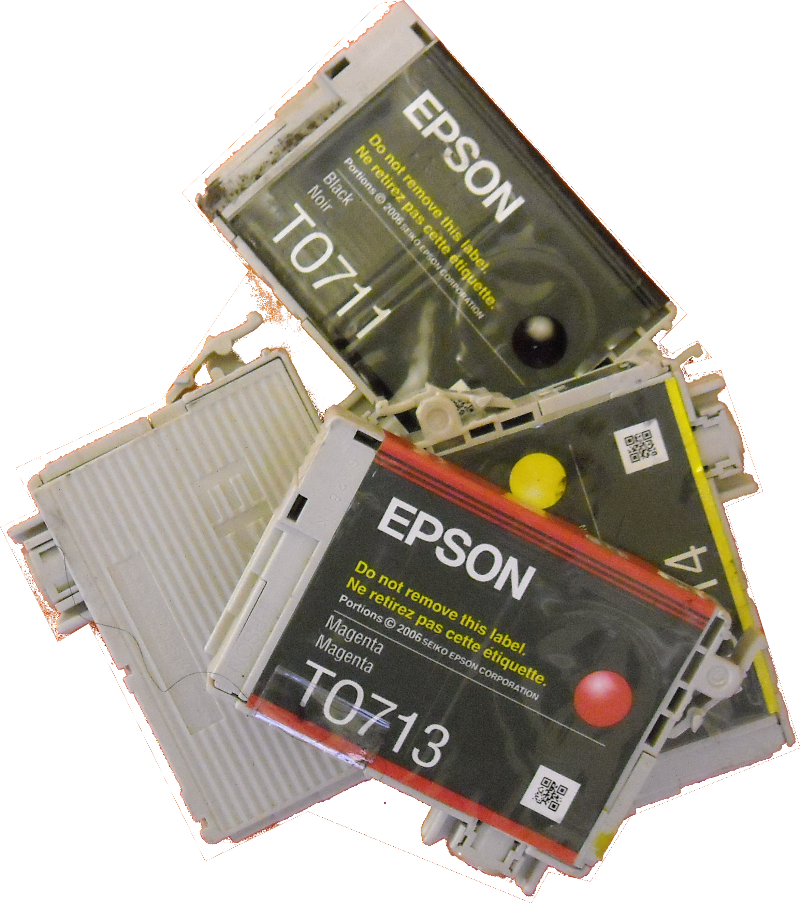 EPSON
Do not remove this label.
Ne retirez pas cette étiquette.
Portions © 2006 SEIKO EPSON CORPORATION
Black
Noir
T0711
14
EPSON
Do not remove this label.
Ne retirez pas cette étiquette.
Portions © 2006 SEIKO EPSON CORPORATION
Magenta
Magenta
T0713